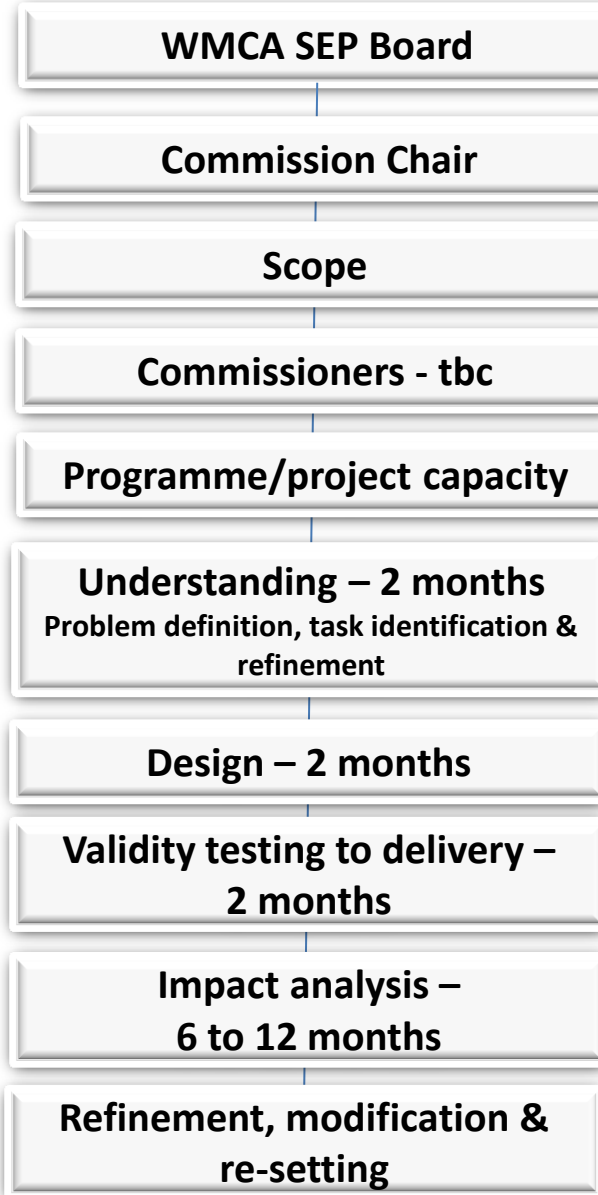 WMCA SEP Board
Commission Chair
Scope
Commissioners - tbc
Programme/project capacity
Understanding – 2 months
Problem definition, task identification &
refinement
Design – 2 months
Validity testing to delivery –
2 months
Impact analysis –
6 to 12 months
Refinement, modification &
re-setting